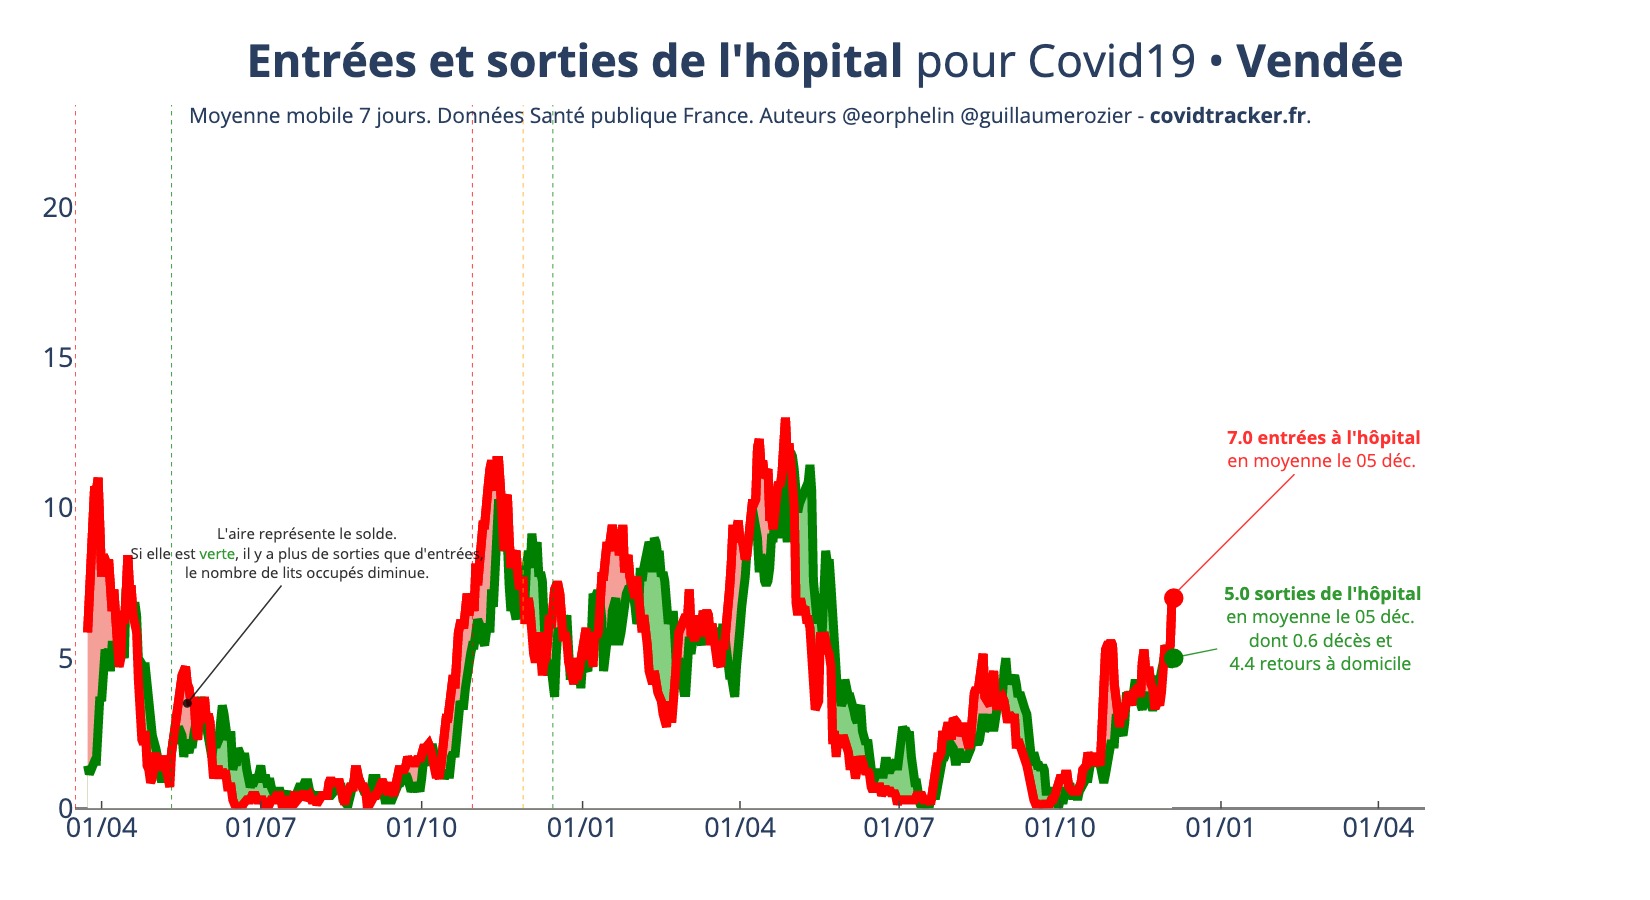 Entrées et sorties de l'hôpital pour Covid19 • Vendée
Moyenne mobile 7 jours. Données Santé publique France. Auteurs @eorphelin @guillaumerozier - covidtracker.fr.
20
15
10
5
0
L'aire représente le solde.
Si elle est verte, il y a plus de sorties que d'entrées,
le nombre de lits occupés diminue.
7.0 entrées à l'hôpital
en moyenne le 05 déc.
5.0 sorties de l'hôpital
en moyenne le 05 déc.
dont 0.6 décès et
4.4 retours à domicile
01/04 01/07 01/10 01/01 01/04 01/07 01/10 01/01 01/04